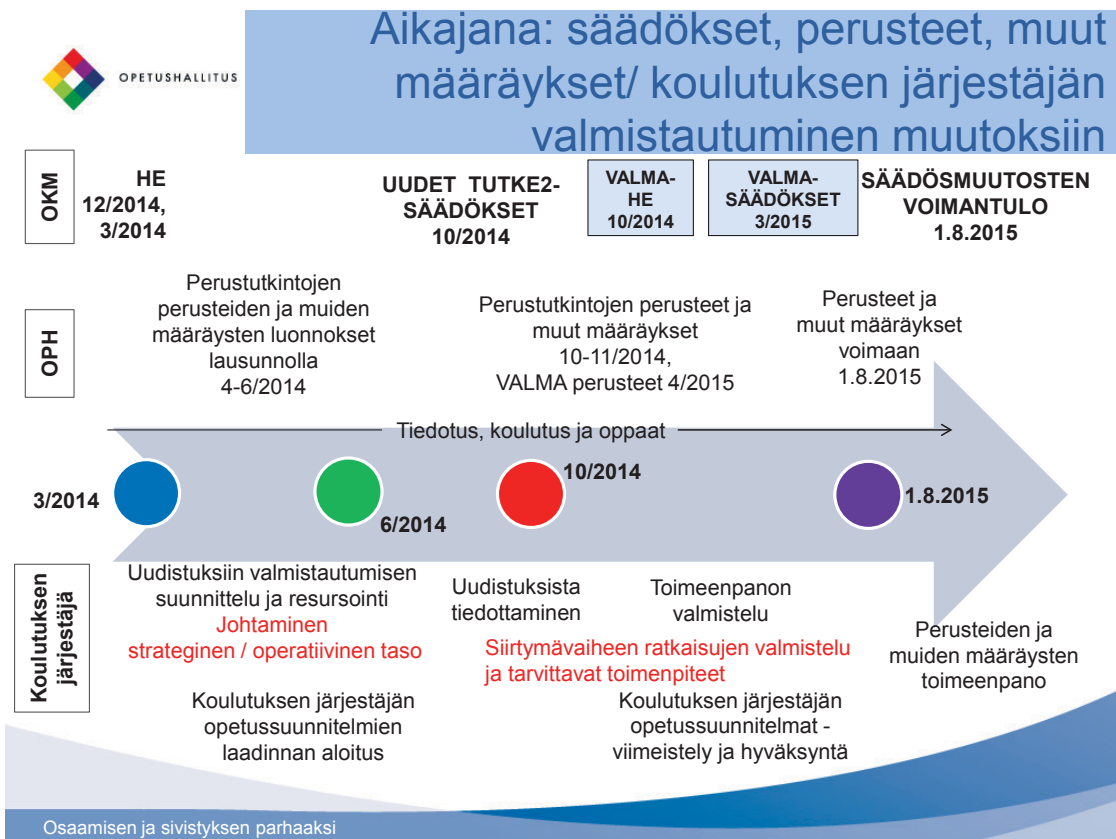 OPETUSHALLITUS
Aikajana: säädökset, perusteet, muut
määräykset/ koulutuksen järjestäjän
valmistautuminen muutoksiin
OKM
HE
12/2014,
3/2014
UUDET TUTKE2-
SÄÄDÖKSET
10/2014
VALMA-
HE
10/2014
VALMA-
SÄÄDÖKSET
3/2015
SÄÄDÖSMUUTOSTEN
VOIMANTULO
1.8.2015
OPH
Perustutkintojen
perusteiden ja muiden
määräysten luonnokset
lausunnolla
4-6/2014
Perustutkintojen perusteet ja
muut määräykset
10-11/2014,
VALMA perusteet 4/2015
Perusteet ja
muut määräykset
voimaan
1.8.2015
Tiedotus, koulutus ja oppaat
3/2014
6/2014
10/2014
1.8.2015
Koulutuksen
järjestäjä
Uudistuksiin valmistautumisen
suunnittelu ja resursointi
Johtaminen
strateginen / operatiivinen taso
Koulutuksen järjestäjän
opetussuunnitelmien
laadinnan aloitus
Uudistuksista
tiedottaminen
Toimeenpanon
valmistelu
Siirtymävaiheen ratkaisujen valmistelu
ja tarvittavat toimenpiteet
Koulutuksen järjestäjän
opetussuunnitelmat -
viimeistely ja hyväksyntä
Perusteiden ja
muiden määräysten
toimeenpano
Osaamisen ja sivistyksen parhaaksi